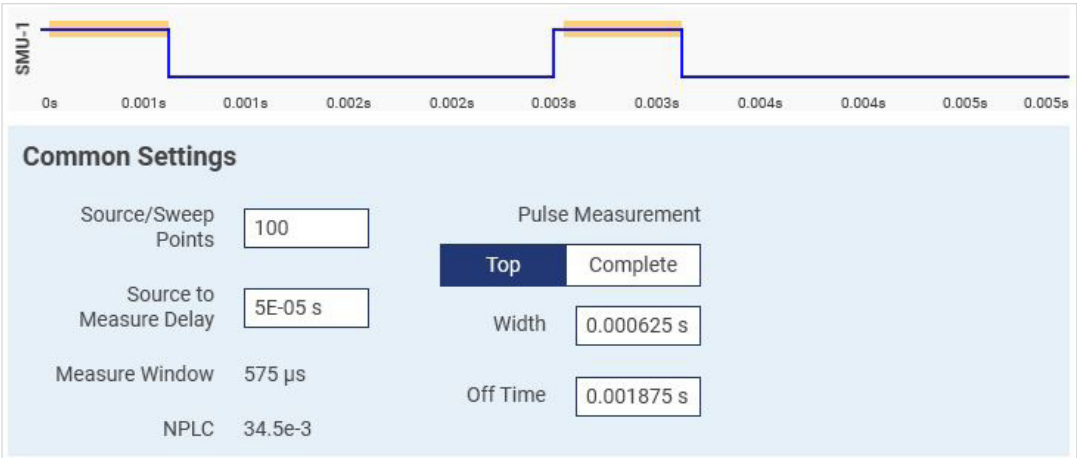 SMU-1
0s 0.001s 0.001s 0.002s 0.002s 0.003s 0.003s 0.004s 0.004s 0.005s 0.005s
Common Settings
Source/Sweep
Points
100
Source to
Measure Delay
5E-05 s
Measure Window 575 µs
NPLC 34.5e-3
Pulse Measurement
Top Complete
Width 0.000625 s
Off Time 0.001875 s